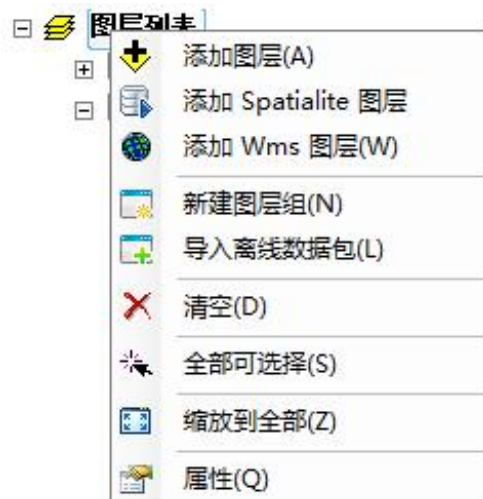 图层列表
添加图层(A)
添加 Spatialite 图层
添加 Wms 图层(W)
新建图层组(N)
导入离线数据包(L)
清空(D)
全部可选择(S)
缩放到全部(Z)
属性(Q)